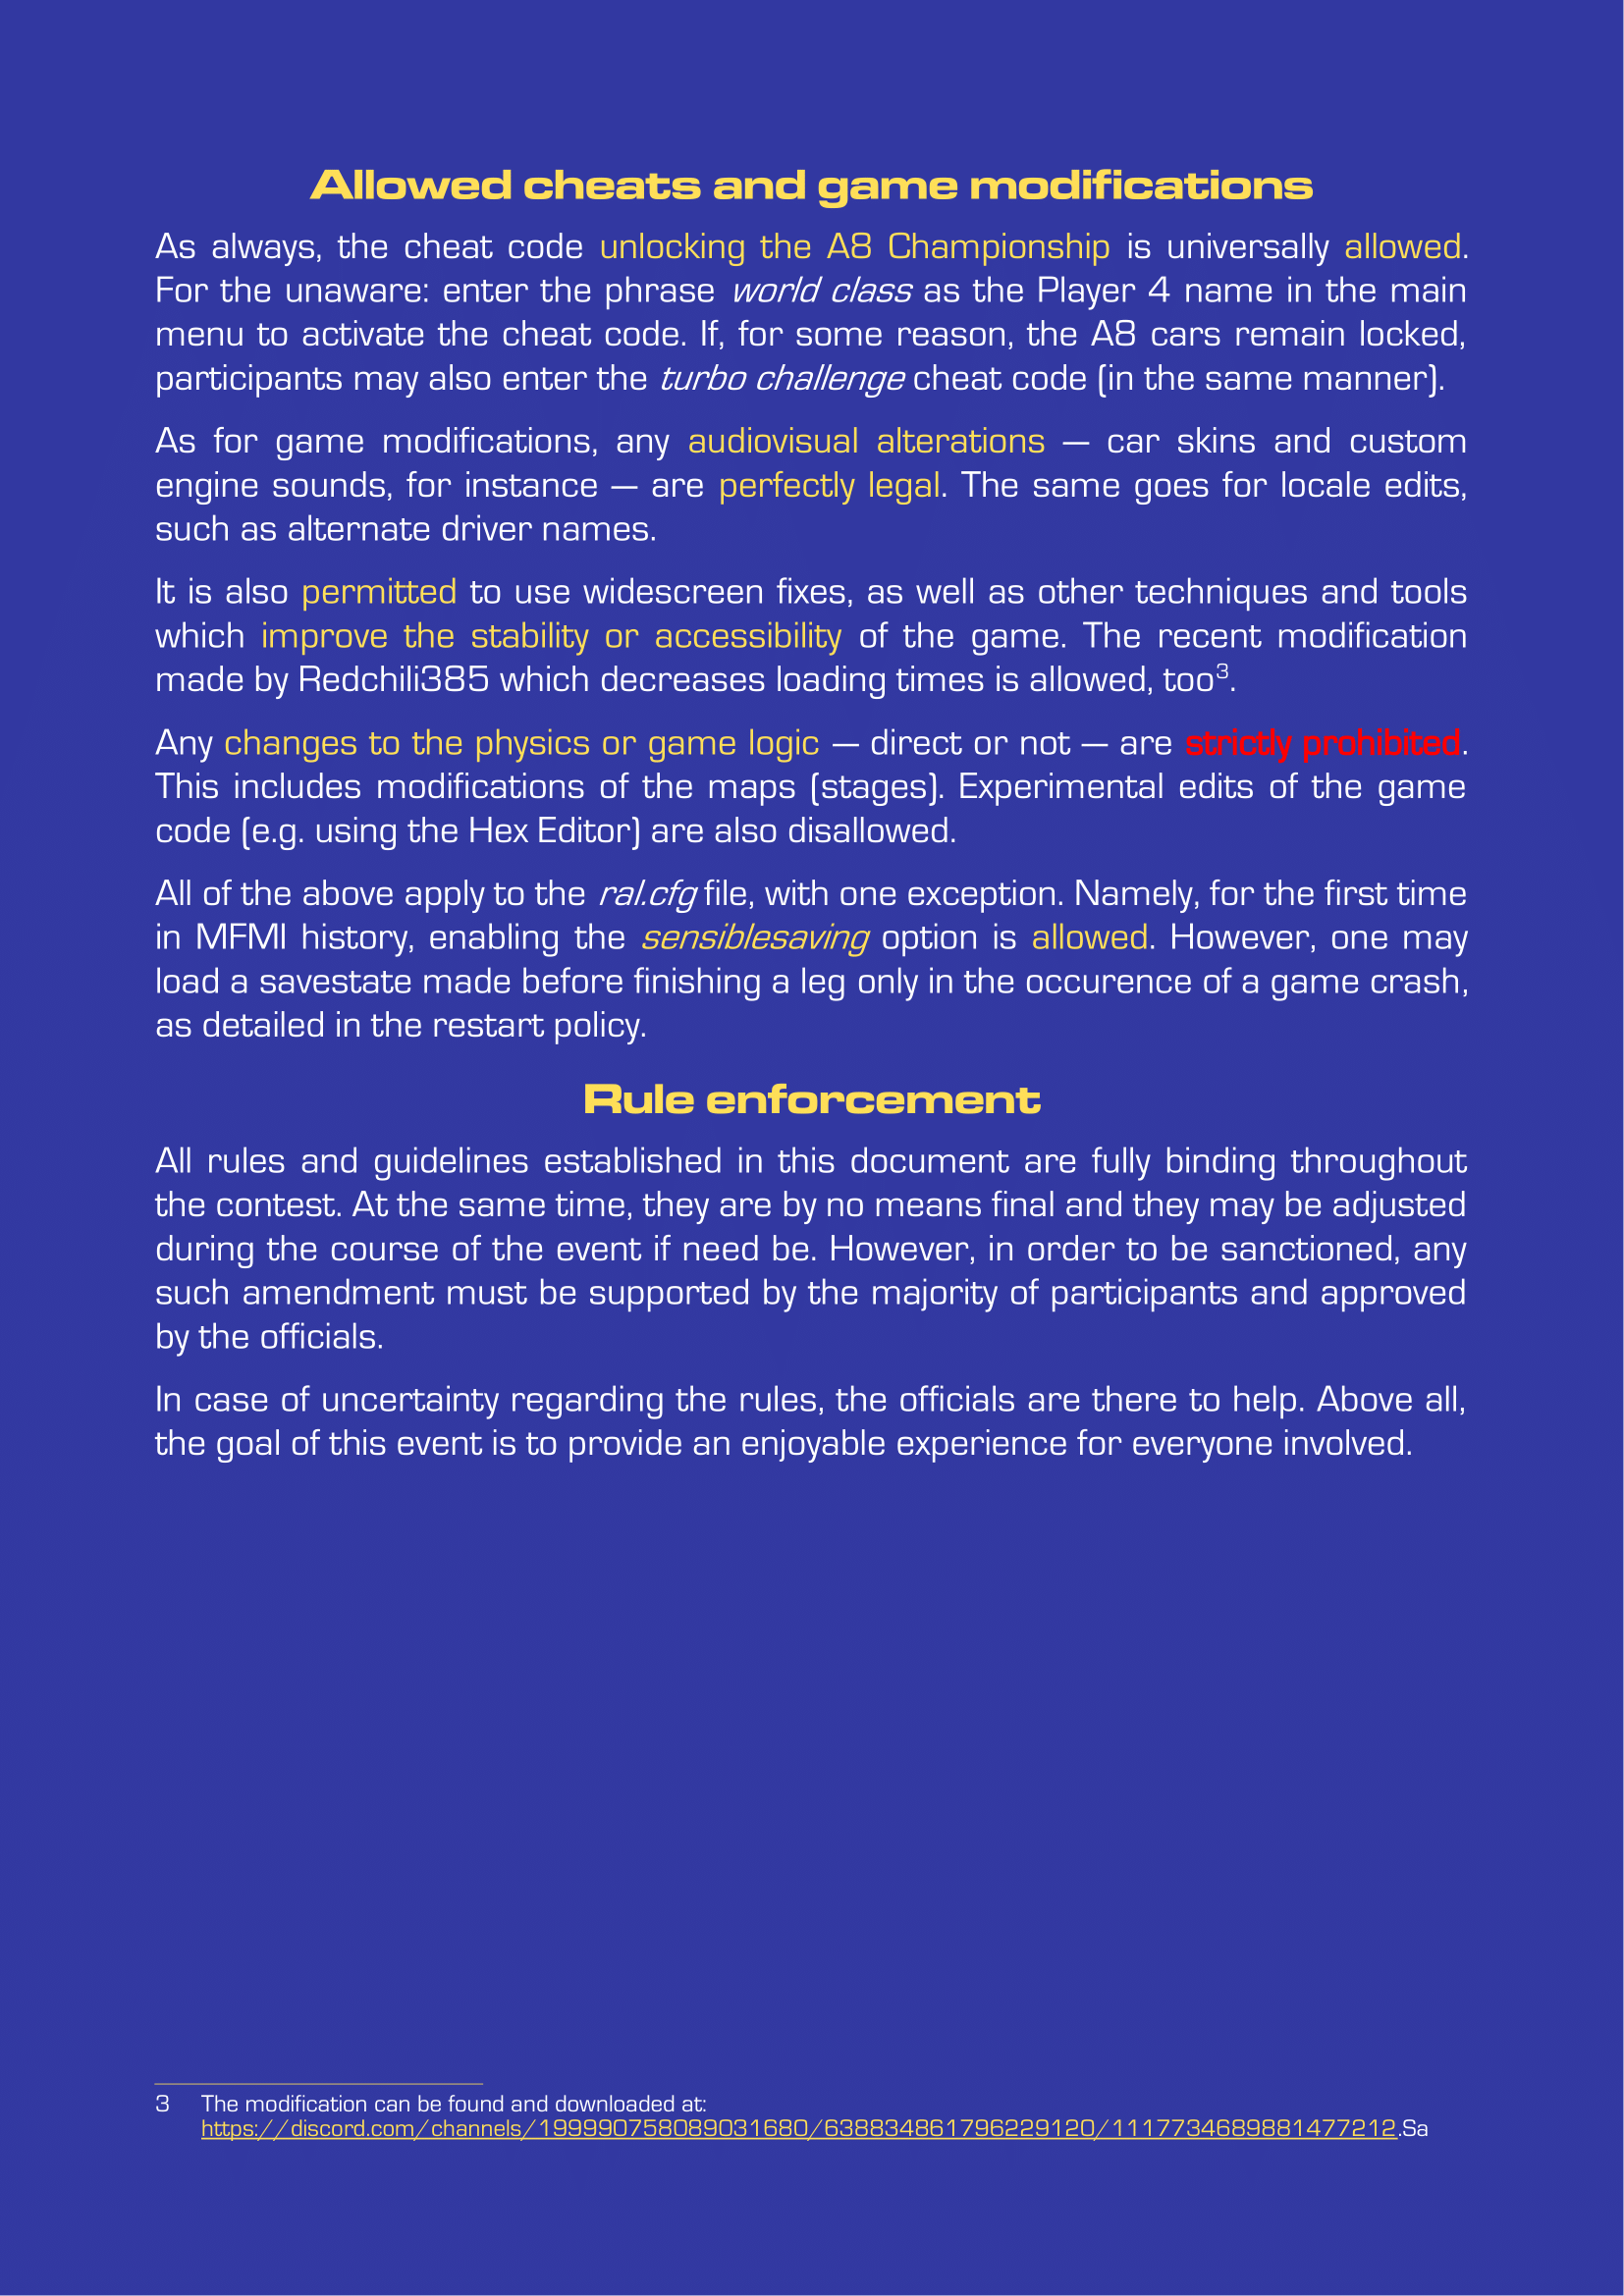 Allowed cheats and game modifications
As always, the cheat code unlocking the A8 Championship is universally allowed.
For the unaware: enter the phrase world class as the Player 4 name in the main
menu to activate the cheat code. If, for some reason, the A8 cars remain locked,
participants may also enter the turbo challenge cheat code (in the same manner).
As for game modifications, any audiovisual alterations — car skins and custom
engine sounds, for instance — are perfectly legal. The same goes for locale edits,
such as alternate driver names.
It is also permitted to use widescreen fixes, as well as other techniques and tools
which improve the stability or accessibility of the game. The recent modification
made by Redchili385 which decreases loading times is allowed, too3.
Any changes to the physics or game logic — direct or not — are strictly prohibited.
This includes modifications of the maps (stages). Experimental edits of the game
code (e.g. using the Hex Editor) are also disallowed.
All of the above apply to the ral.cfg file, with one exception. Namely, for the first time
in MFMI history, enabling the sensiblesaving option is allowed. However, one may
load a savestate made before finishing a leg only in the occurence of a game crash,
as detailed in the restart policy.
Rule enforcement
All rules and guidelines established in this document are fully binding throughout
the contest. At the same time, they are by no means final and they may be adjusted
during the course of the event if need be. However, in order to be sanctioned, any
such amendment must be supported by the majority of participants and approved
by the officials.
In case of uncertainty regarding the rules, the officials are there to help. Above all,
the goal of this event is to provide an enjoyable experience for everyone involved.
3 The modification can be found and downloaded at:
https://discord.com/channels/199990758089031680/638834861796229120/1117734689881477212.Sa